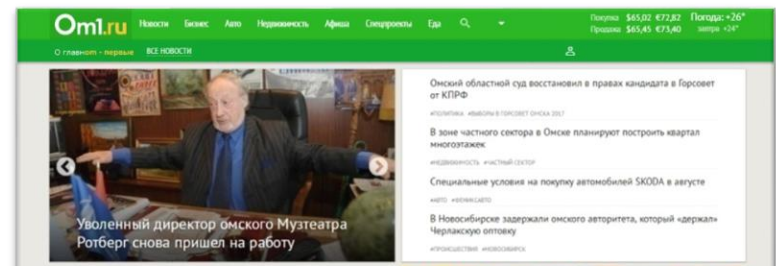 Om1.ru Новости Бизнес Авто Недвижимость Афиша Спецпроекты Еда
Покупка $65,02 €72,82 Погода: +26°
Продажа $65,45 €73,40 завтра +24°
О главном - первые ВСЕ НОВОСТИ
Уволенный директор омского Музтеатра
Ротберг снова пришел на работу
Омский областной суд восстановил в правах кандидата в Горсовет
от КПРФ
#ПОЛИТИКА #ВЫБОРЫ В ГОРСОВЕТ ОМСКА 2017
В зоне частного сектора в Омске планируют построить квартал
многоэтажек
#НЕДВИЖИМОСТЬ #ЧАСТНЫЙ СЕКТОР
Специальные условия на покупку автомобилей SKODA в августе
#АВТО #ФЕНИКСАВТО
В Новосибирске задержали омского авторитета, который «держал»
Черлакскую оптовку
#ПРОИСШЕСТВИЕ #НОВОСИБИРСК